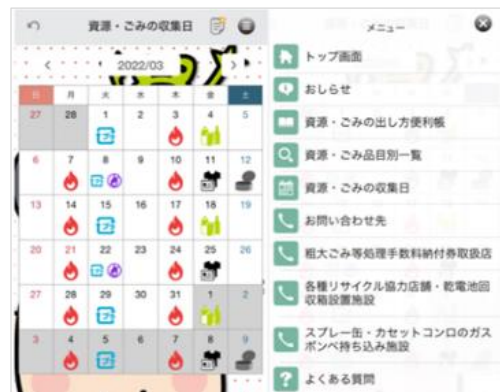 資源・ごみの収集日
2022/03
日 月 火 水 木 金 土
27 28 1 2 3 4 5
6 7 8 9 10 11 12
13 14 15 16 17 18 19
20 21 22 23 24 25 26
27 28 29 30 31 1 2
3 4 5 6 7 8 9
メニュー
トップ画面
おしらせ
資源・ごみの出し方便利帳
資源・ごみ品目別一覧
資源・ごみの収集日
お問い合わせ先
粗大ごみ等処理手数料納付券取扱店
各種リサイクル協力店舗・乾電池回
収箱設置施設
スプレー缶・カセットコンロのガス
ボンベ持ち込み施設
よくある質問